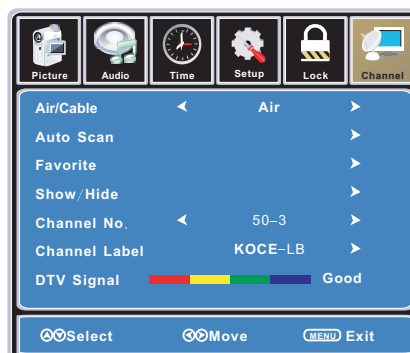 Picture Audio Time Setup Lock Channel
Air/Cable Air
Auto Scan
Favorite
Show/Hide
Channel No. 50–3
Channel Label KOCE–LB
DTV Signal Good
Select Move MENU Exit